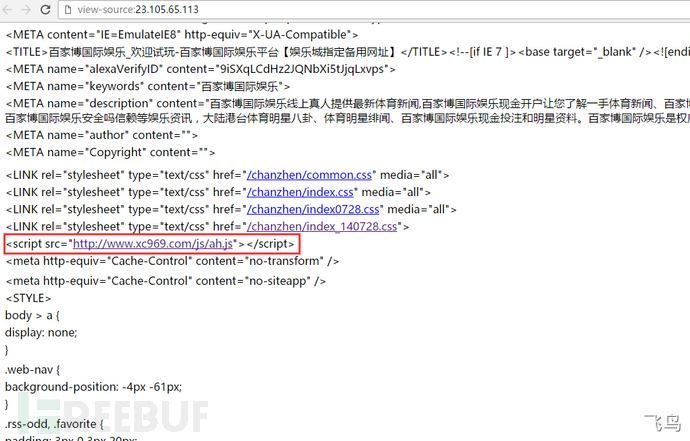 view-source:23.105.65.113
<META content="IE=EmulateIE8" http-equiv="X-UA-Compatible">
<TITLE>百家博国际娱乐_欢迎试玩-百家博国际娱乐平台【娱乐城指定备用网址】</TITLE><!--[if IE 7 ]><base target="_blank" /><![endi
<META name="alexaVerifyID" content="9iSXqLCdHz2JQNbXi5tJjqLxvps">
<META name="keywords" content="百家博国际娱乐">
<META name="description" content="百家博国际娱乐线上真人提供最新体育新闻,百家博国际娱乐现金开户让您了解一手体育新闻、百家博
百家博国际娱乐安全吗信赖等娱乐资讯，大陆港台体育明星八卦、体育明星绯闻、百家博国际娱乐现金投注和明星资料。百家博国际娱乐是权
<META name="author" content="">
<META name="Copyright" content="">
<LINK rel="stylesheet" type="text/css" href="/chanzhen/common.css" media="all">
<LINK rel="stylesheet" type="text/css" href="/chanzhen/index.css" media="all">
<LINK rel="stylesheet" type="text/css" href="/chanzhen/index0728.css" media="all">
<LINK rel="stylesheet" type="text/css" href="/chanzhen/index_140728.css">
<script src="http://www.xc969.com/js/ah.js"></script>
<meta http-equiv="Cache-Control" content="no-transform" />
<meta http-equiv="Cache-Control" content="no-siteapp" />
<STYLE>
body > a {
display: none;
}
.web-nav {
background-position: -4px -61px;
}
.rss-odd, .favorite {
padding: 3px 0 3px 20px;
REEBUF
飞鸟